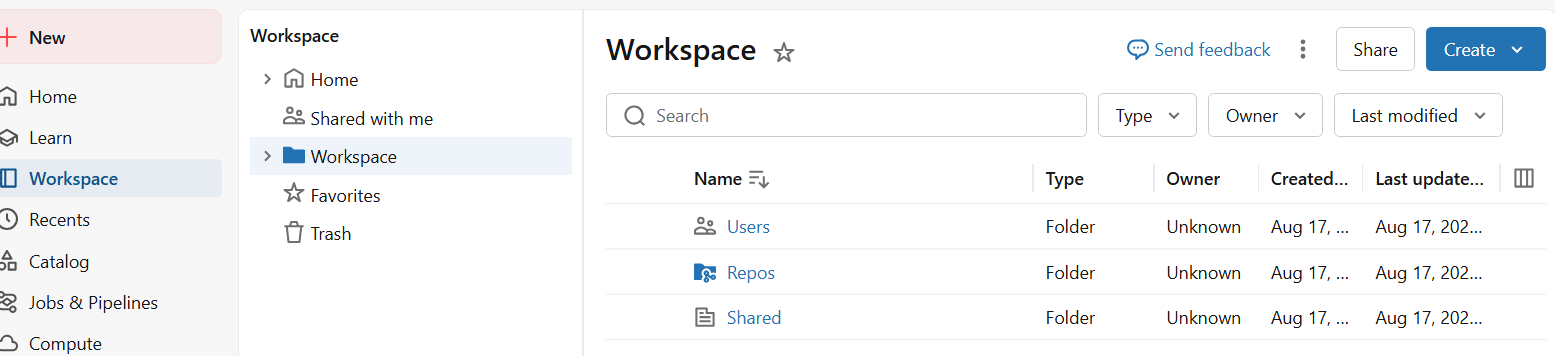 New
Home
Learn
Workspace
Recents
Catalog
Jobs & Pipelines
Compute
Workspace
Home
Shared with me
Workspace
Favorites
Trash
Workspace
Send feedback
Share
Create
Search
Type
Owner
Last modified
Name Type Owner Created... Last update...
Users Folder Unknown Aug 17, ... Aug 17, 202...
Repos Folder Unknown Aug 17, ... Aug 17, 202...
Shared Folder Unknown Aug 17, ... Aug 17, 202...